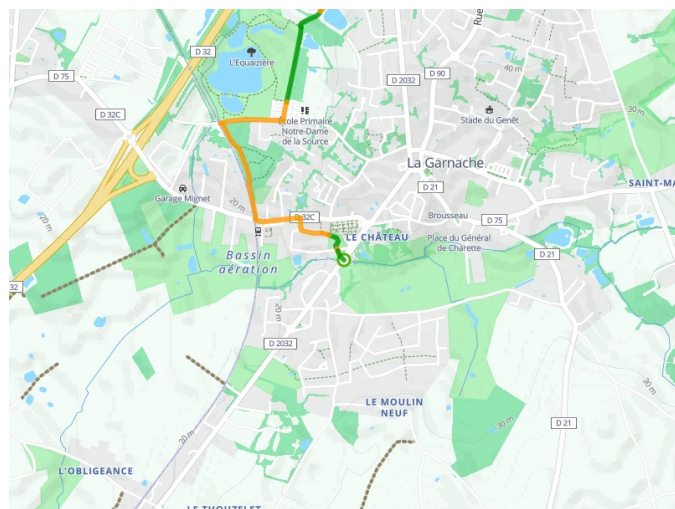 Rue
D 32
L'Équaizière
D 75
D 2032
D 90
40 m
30 m
D 32C
École Primaire
Notre-Dame
de la Source
Stade du Genêt
La Garnache
D 21
SAINT-MA
Garage Mignet
20 m
D 32C
Brousseau
D 75
20 m
LE CHÂTEAU
Place du Général
de Charette
Bassin
aération
D 21
20 m
D 2032
LE MOULIN
NEUF
30 m
30 m
D 21
20 m
L'OBLIGEANCE
LE THOUZELET